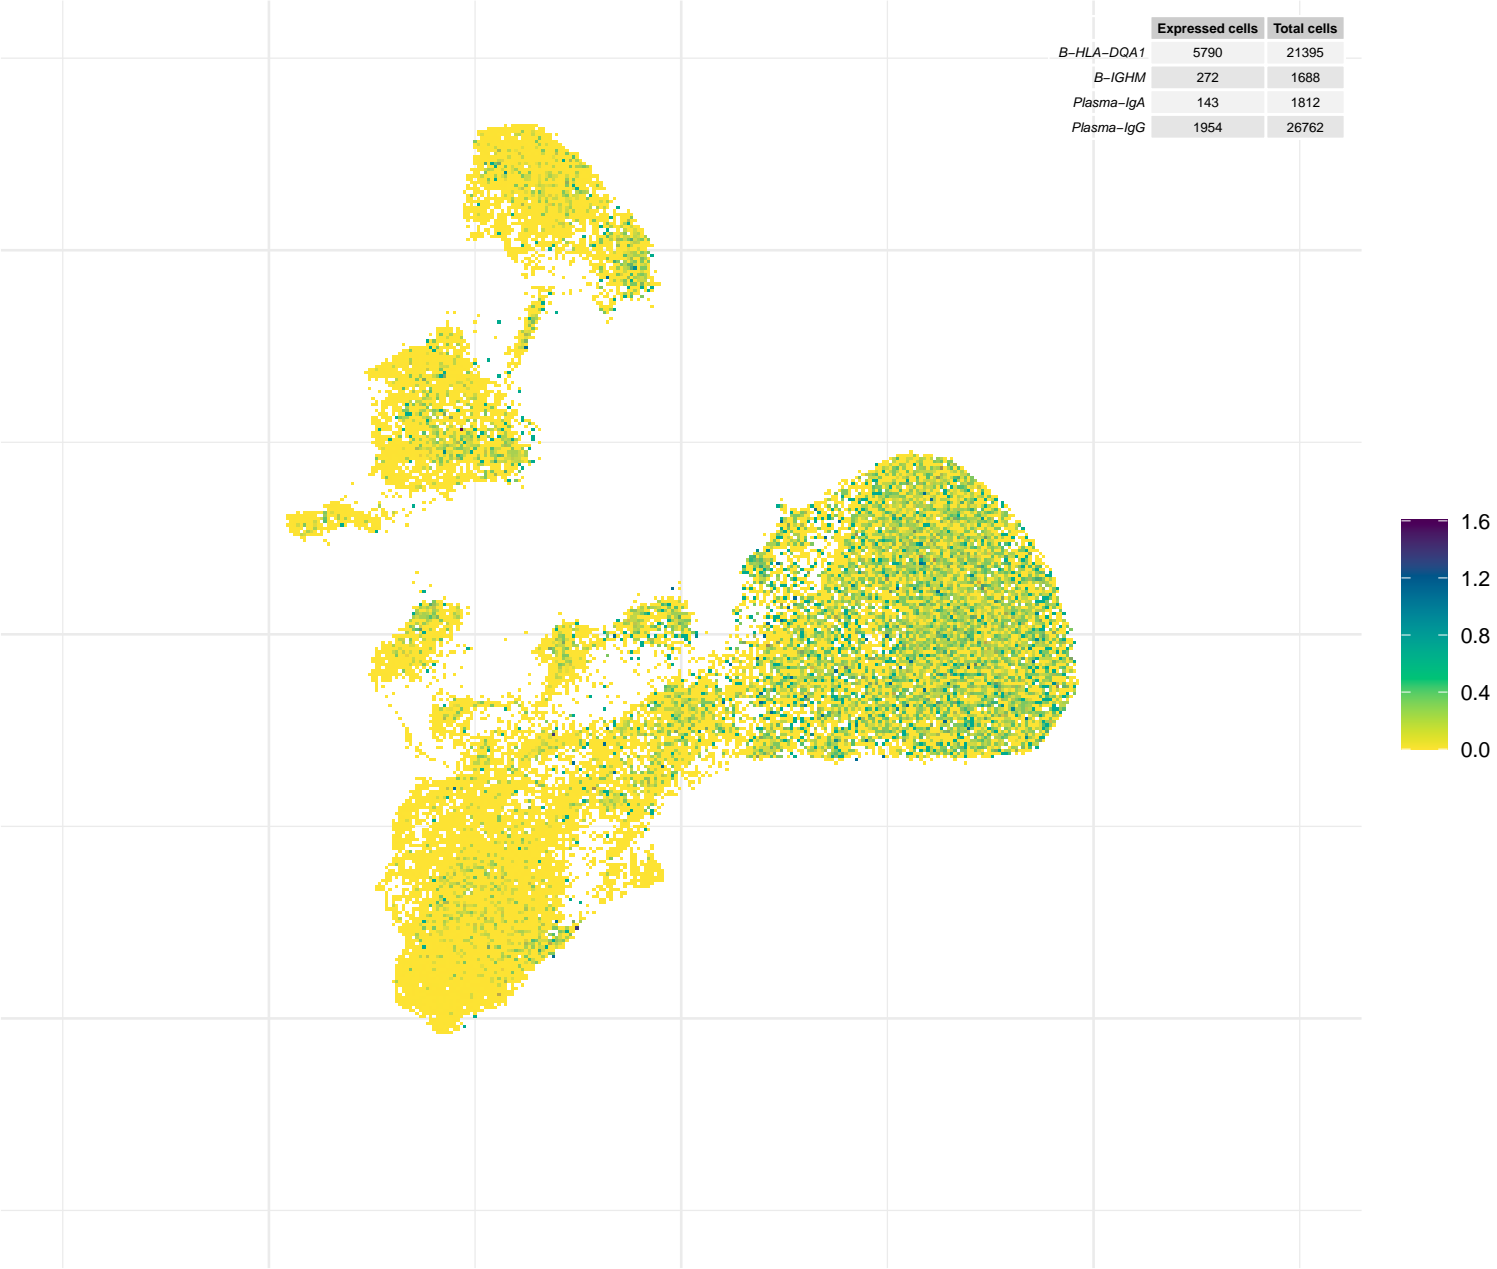 Expressed cells Total cells
B−HLA−DQA1 5790 21395
B−IGHM 272 1688
Plasma−IgA 143 1812
Plasma−IgG 1954 26762
1.6
1.2
0.8
0.4
0.0